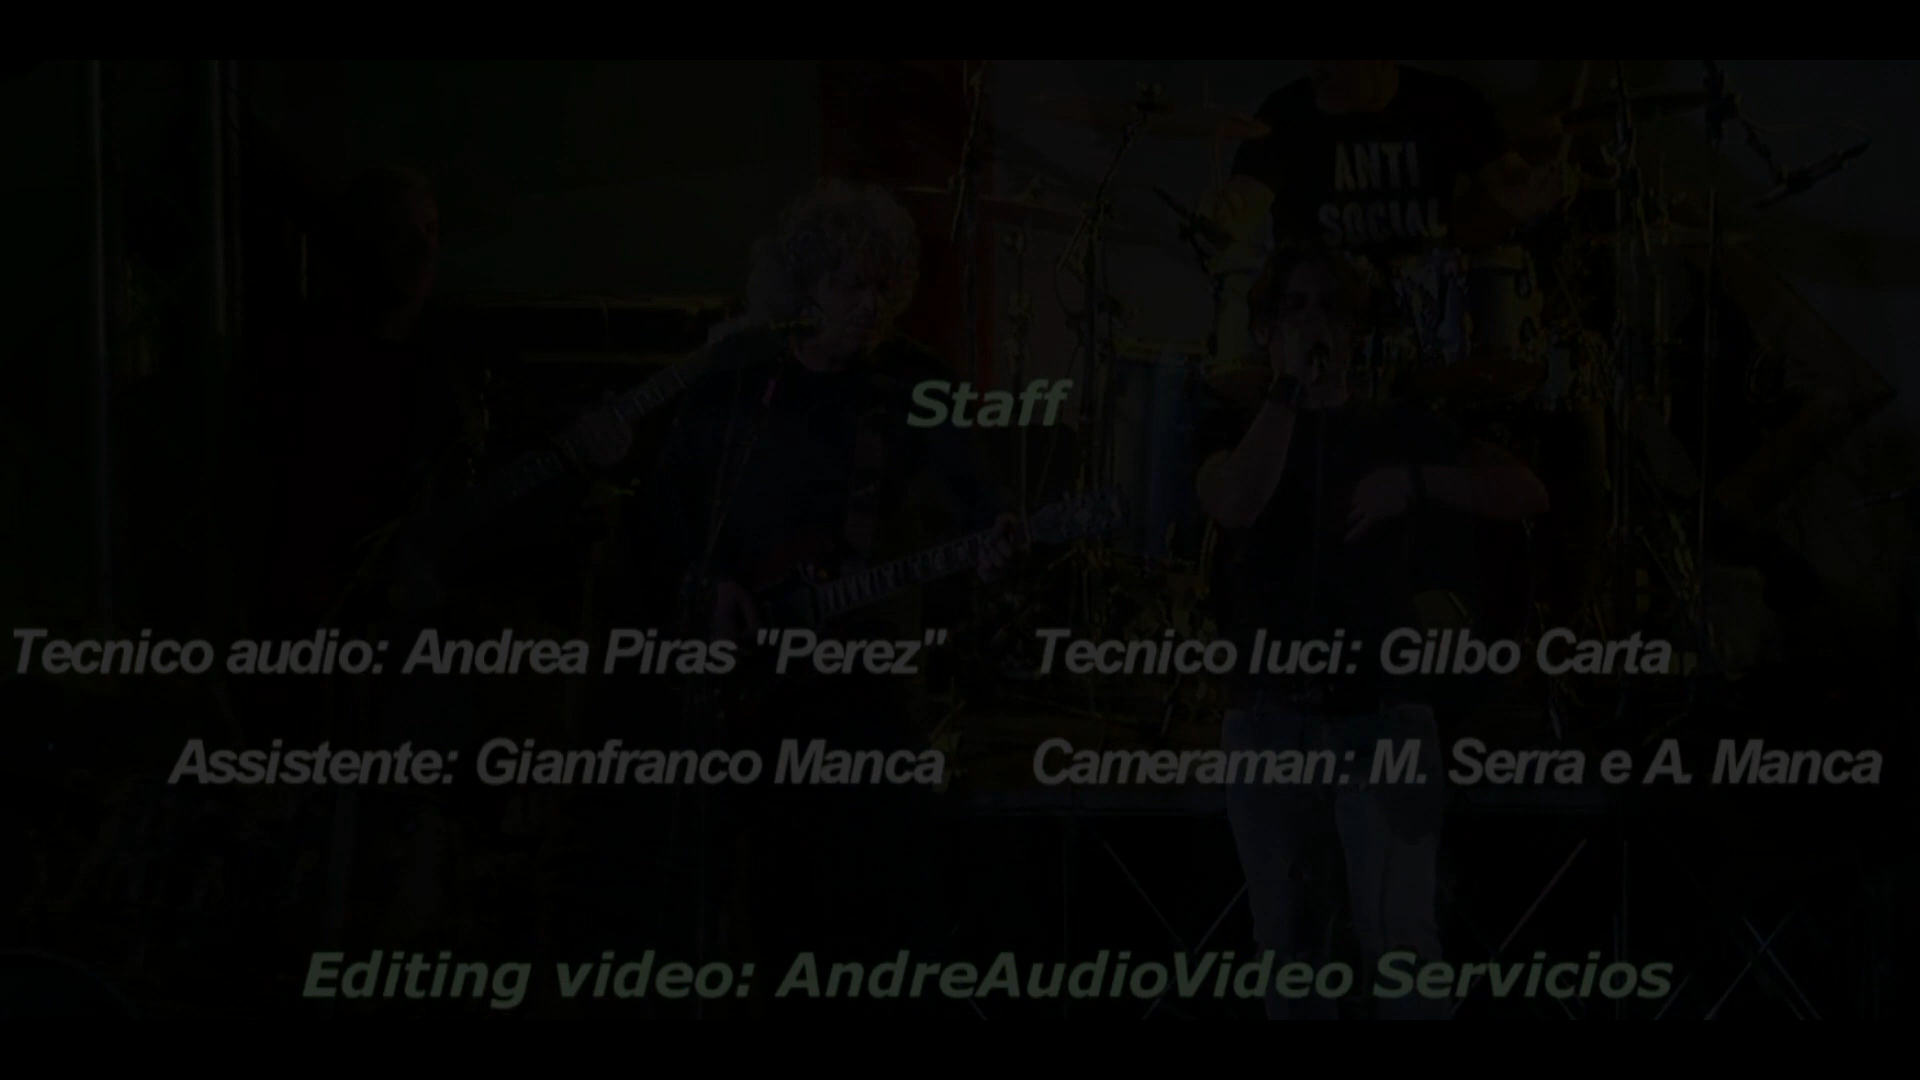 ANTI
SOCIAL
Staff
Tecnico audio: Andrea Piras "Perez" Tecnico luci: Gilbo Carta
Assistente: Gianfranco Manca Cameraman: M. Serra e A. Manca
Editing video: AndreAudioVideo Servicios